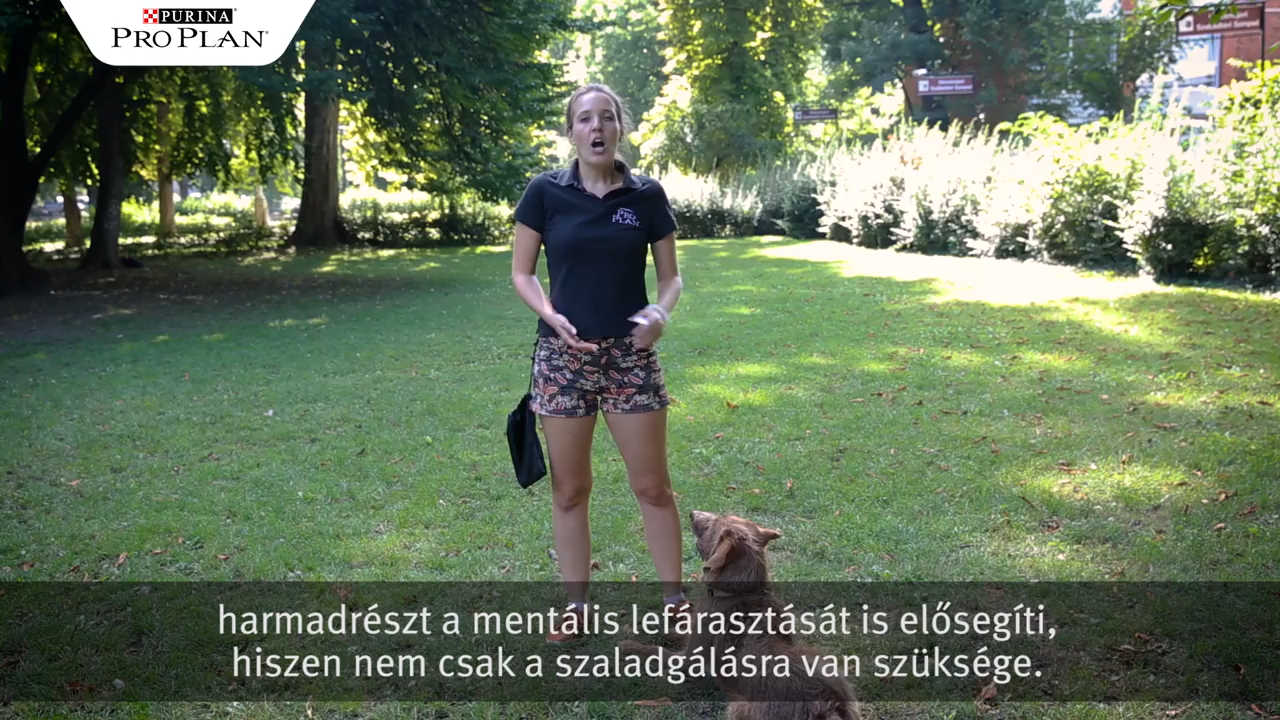 PURINA
PRO PLAN
PRO
PLAN
harmadrészt a mentális lefárasztását is elősegíti,
hiszen nem csak a szaladgálásra van szüksége.